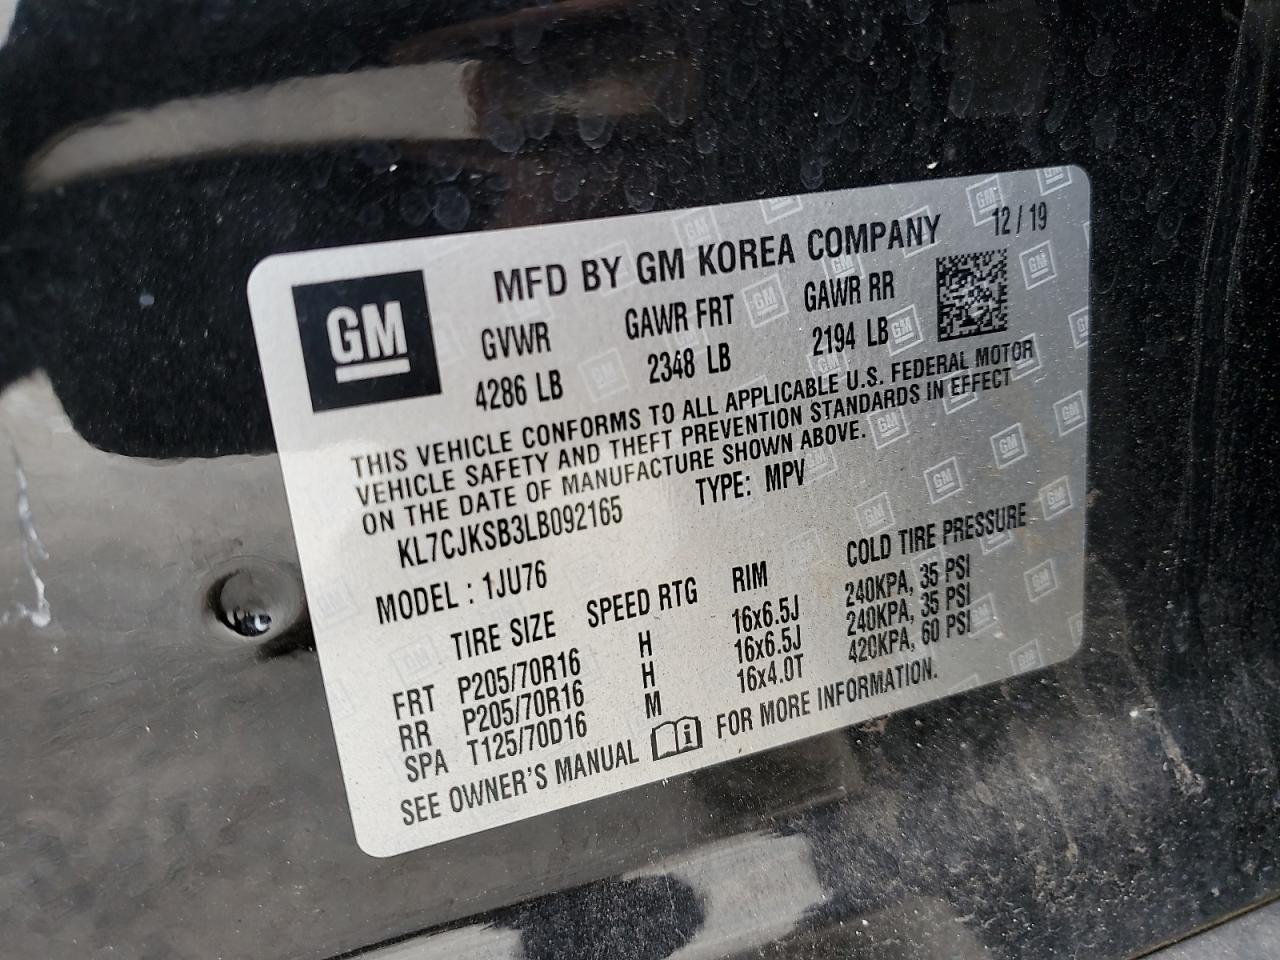 GM
MFD BY GM KOREA COMPANY 12 / 19
GVWR GAWR FRT GAWR RR
4286 LB 2348 LB 2194 LB
THIS VEHICLE CONFORMS TO ALL APPLICABLE U.S. FEDERAL MOTOR
VEHICLE SAFETY AND THEFT PREVENTION STANDARDS IN EFFECT
ON THE DATE OF MANUFACTURE SHOWN ABOVE.
KL7CJKSB3LB092165 TYPE: MPV
MODEL : 1JU76
TIRE SIZE SPEED RTG RIM COLD TIRE PRESSURE
FRT P205/70R16 H 16x6.5J 240KPA, 35 PSI
RR P205/70R16 H 16x6.5J 240KPA, 35 PSI
SPA T125/70D16 M 16x4.0T 420KPA, 60 PSI
SEE OWNER'S MANUAL FOR MORE INFORMATION.